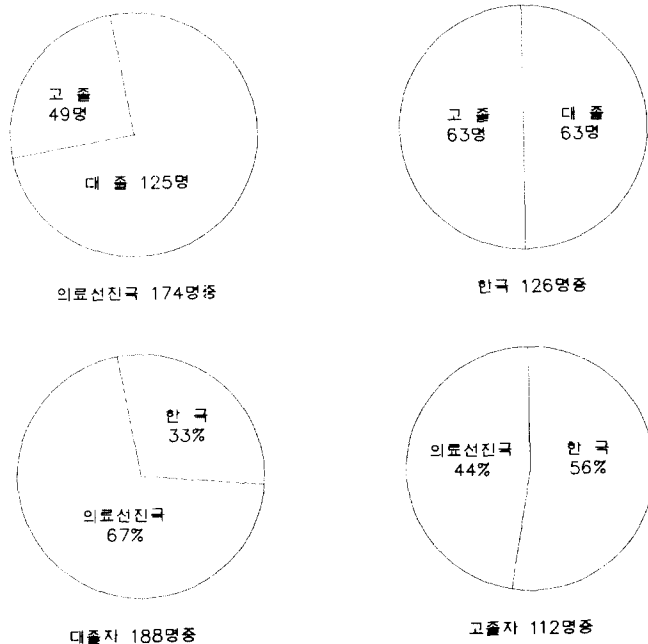 고 졸
49명
대 졸 125명
의료선진국 174명중
고 졸
63명
대 졸
63명
한국 126명중
한 국
33%
의료선진국
67%
대졸자 188명중
의료선진국
44%
한 국
56%
고졸자 112명중